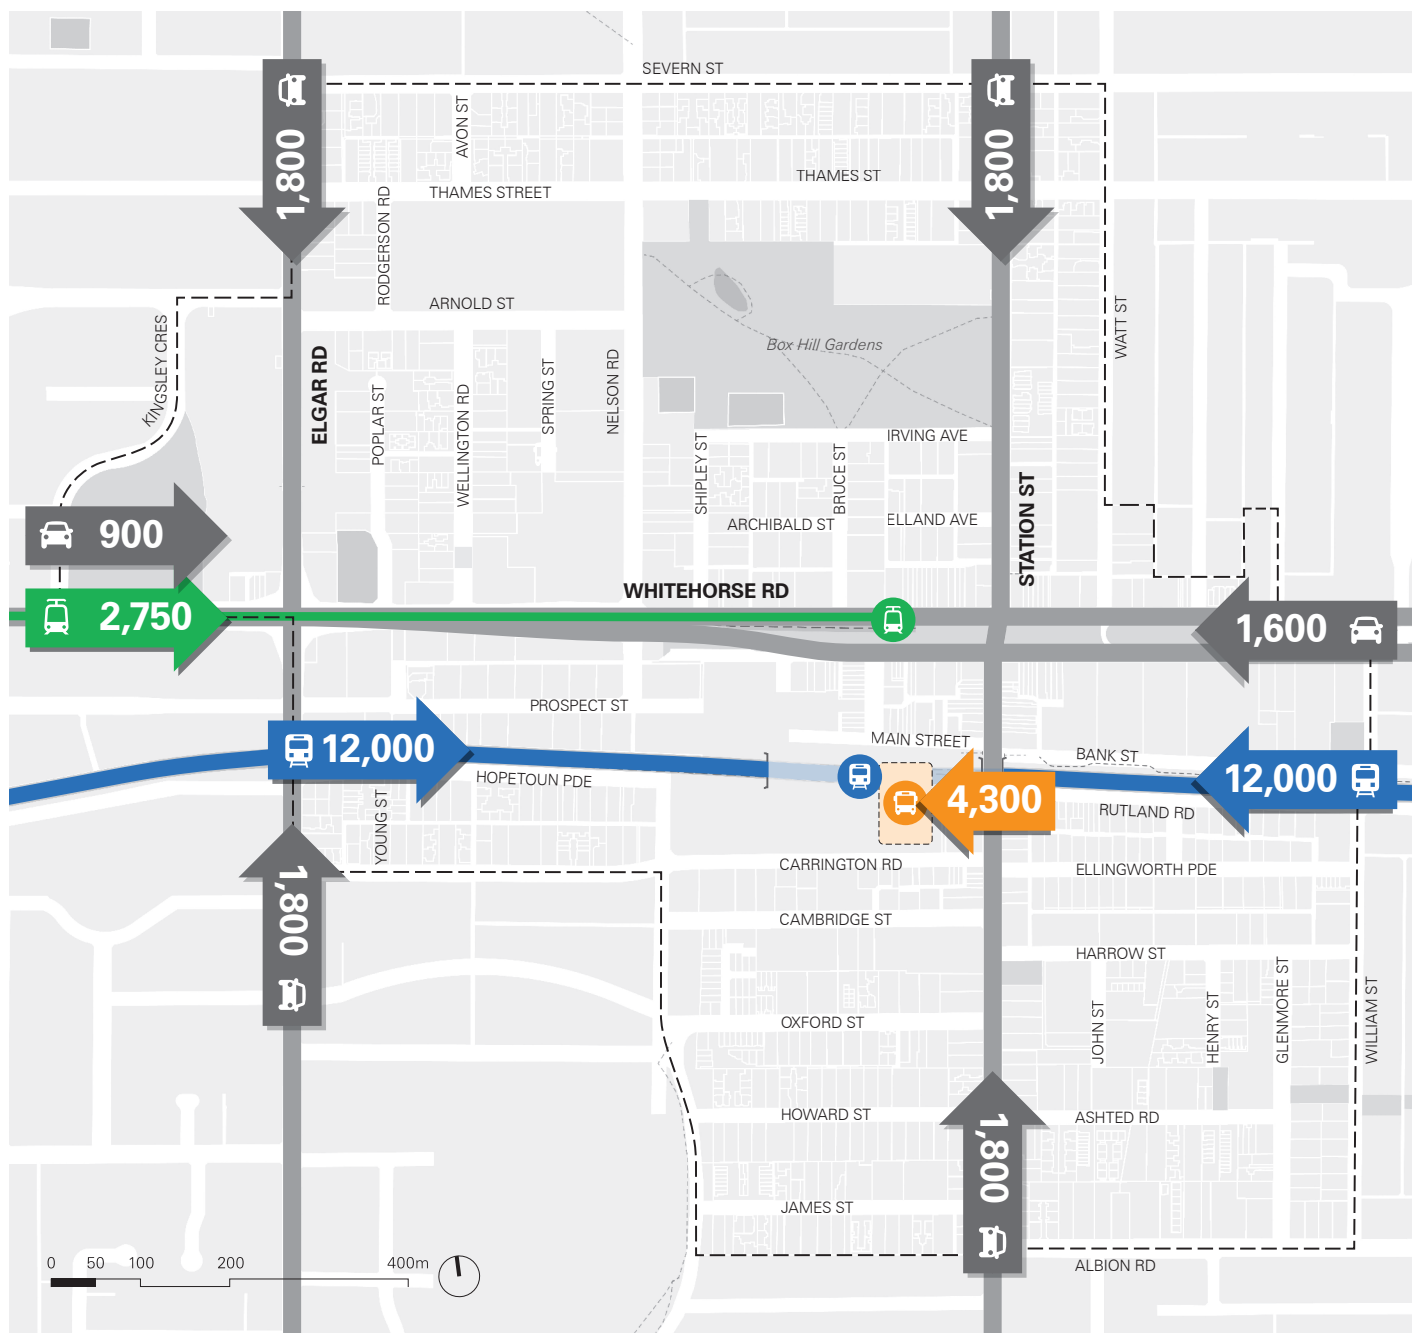 SEVERN ST
1,800
1,800
AVON ST
THAMES STREET
THAMES ST
RODGERSON RD
ARNOLD ST
KINGSLEY CRES
ELGAR RD
POPLAR ST
WELLINGTON RD
SPRING ST
NELSON RD
Box Hill Gardens
WATT ST
IRVING AVE
SHIPLEY ST
BRUCE ST
ARCHIBALD ST
ELLAND AVE
STATION ST
900
WHITEHORSE RD
2,750
1,600
PROSPECT ST
MAIN STREET
BANK ST
12,000
HOPETOUN PDE
12,000
4,300
RUTLAND RD
YOUNG ST
CARRINGTON RD
ELLINGWORTH PDE
1,800
CAMBRIDGE ST
HARROW ST
OXFORD ST
JOHN ST
HENRY ST
GLENMORE ST
WILLIAM ST
HOWARD ST
ASHTED RD
1,800
JAMES ST
ALBION RD
0 50 100 200 400m